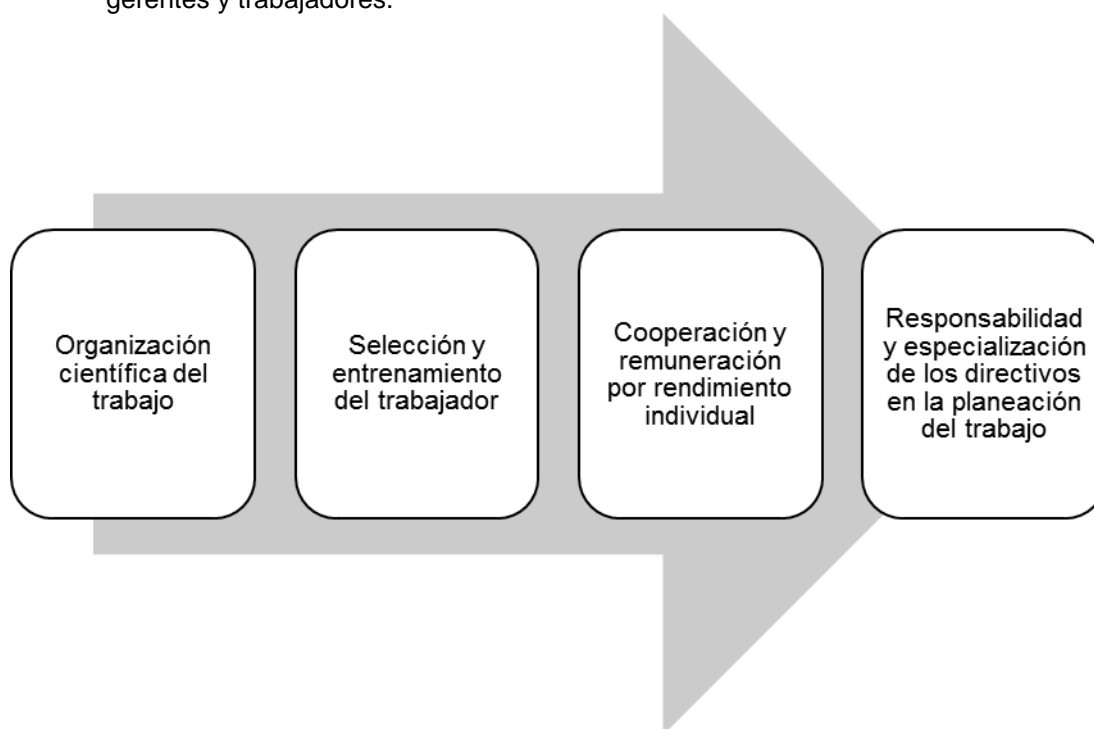 gerentes y trabajadores.
Organización
científica del
trabajo
Selección y
entrenamiento
del trabajador
Cooperación y
remuneración
por rendimiento
individual
Responsabilidad
y especialización
de los directivos
en la planeación
del trabajo